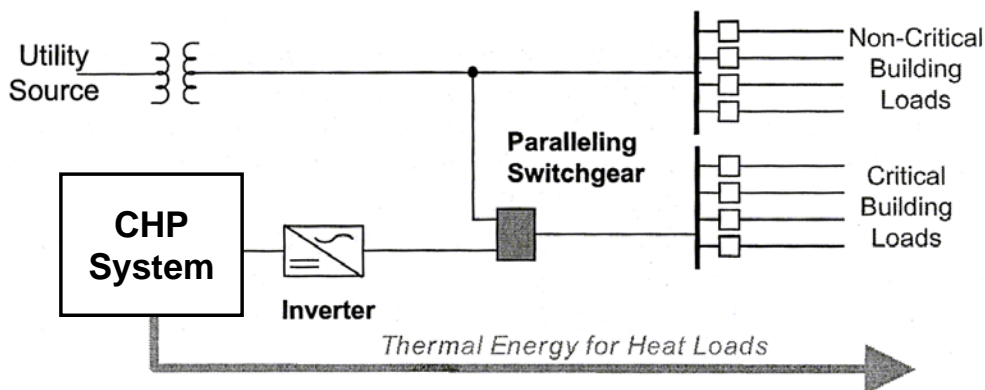 Utility
Source
Non-Critical
Building
Loads
Paralleling
Switchgear
Critical
Building
Loads
CHP
System
Inverter
Thermal Energy for Heat Loads